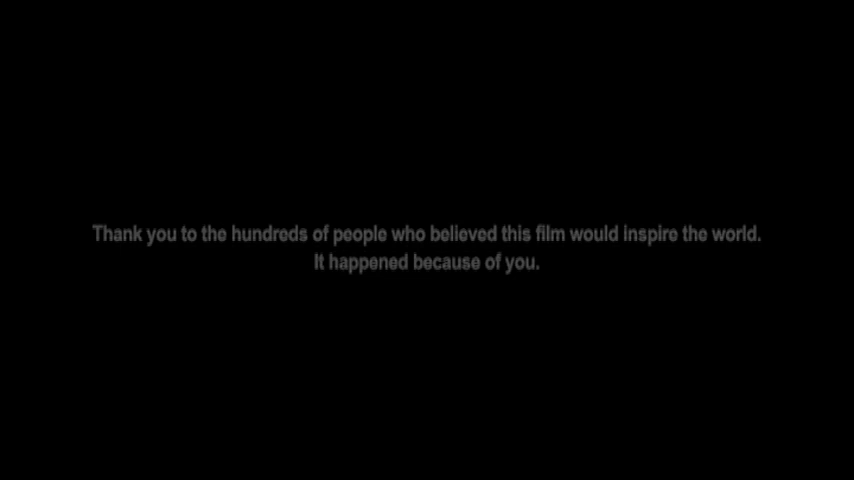 Thank you to the hundreds of people who believed this film would inspire the world.
It happened because of you.